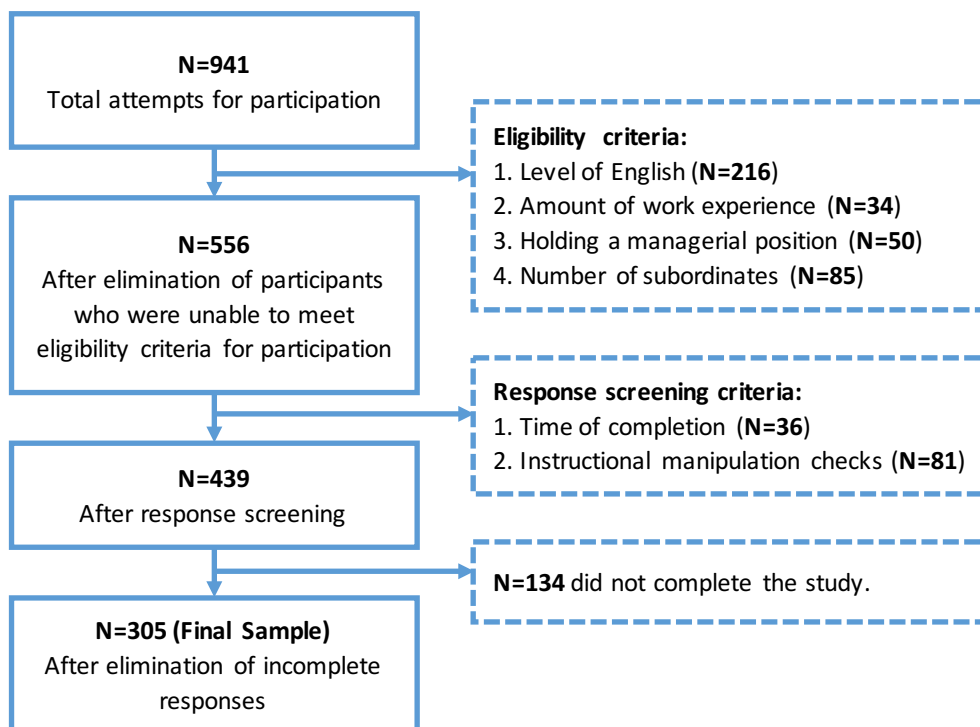 N=941
Total attempts for participation
Eligibility criteria:
1. Level of English (N=216)
2. Amount of work experience (N=34)
3. Holding a managerial position (N=50)
4. Number of subordinates (N=85)
N=556
After elimination of participants
who were unable to meet
eligibility criteria for participation
Response screening criteria:
1. Time of completion (N=36)
2. Instructional manipulation checks (N=81)
N=439
After response screening
N=134 did not complete the study.
N=305 (Final Sample)
After elimination of incomplete
responses